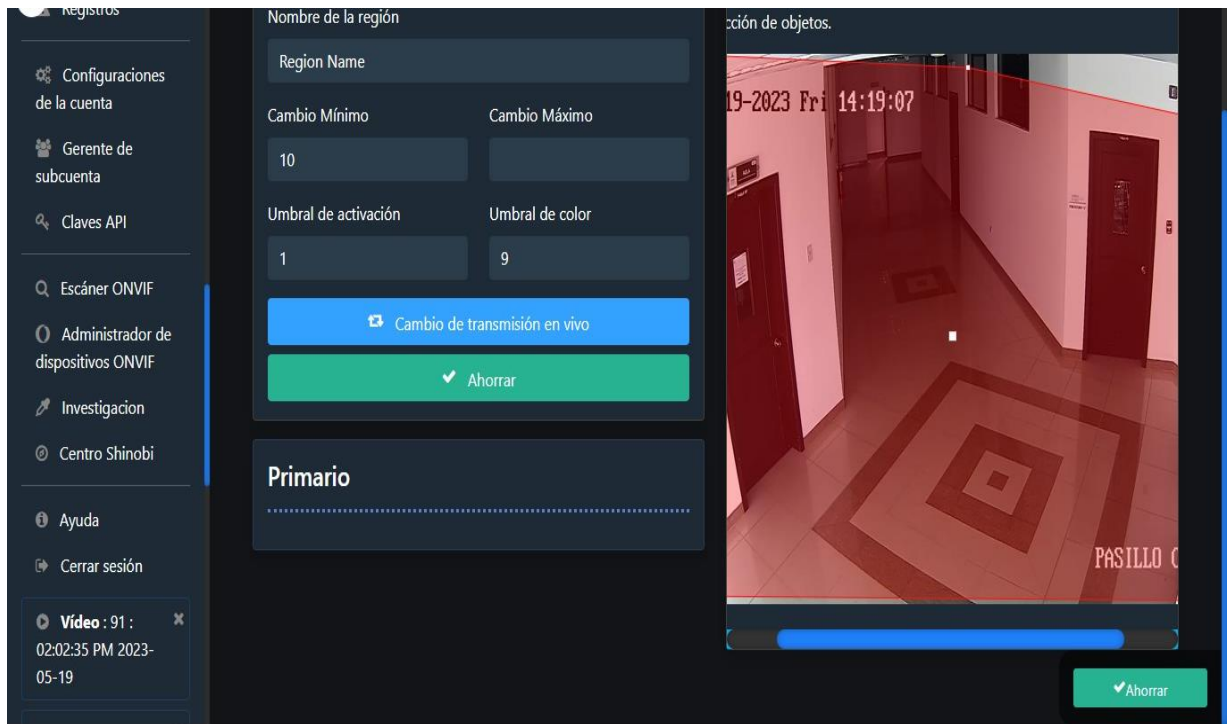 Registros
Configuraciones
de la cuenta
Gerente de
subcuenta
Claves API
Escáner ONVIF
Administrador de
dispositivos ONVIF
Investigacion
Centro Shinobi
Ayuda
Cerrar sesión
Vídeo : 91 :
02:02:35 PM 2023-
05-19
Nombre de la región
Region Name
Cambio Mínimo
Cambio Máximo
10
Umbral de activación
Umbral de color
1
9
Cambio de transmisión en vivo
Ahorrar
Primario
cción de objetos.
19-2023 Fri 14:19:07
PASILLO
Ahorrar